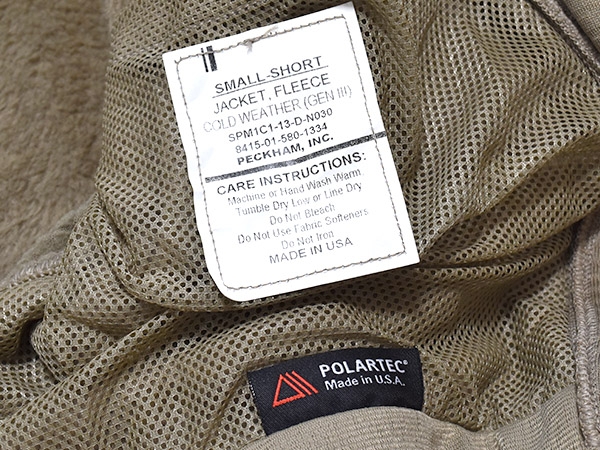 SMALL-SHORT
JACKET, FLEECE
COLD WEATHER (GEN III)
SPM1C1-13-D-N030
8415-01-580-1334
PECKHAM, INC.
CARE INSTRUCTIONS:
Machine or Hand Wash Warm
Tumble Dry Low or Line Dry
Do Not Bleach
Do Not Use Fabric Softeners
Do Not Iron
MADE IN USA
POLARTEC®
Made in U.S.A.